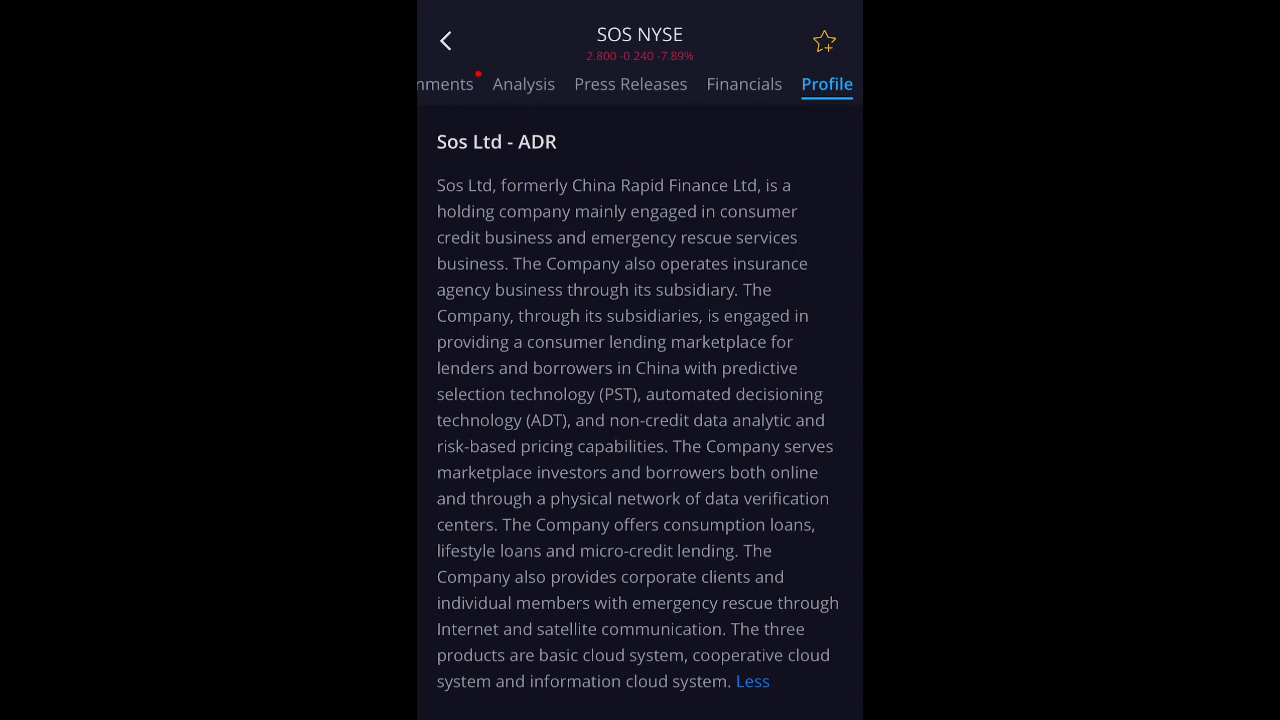 SOS NYSE
2.800 -0.240 -7.89%
nments Analysis Press Releases Financials Profile
Sos Ltd - ADR
Sos Ltd, formerly China Rapid Finance Ltd, is a
holding company mainly engaged in consumer
credit business and emergency rescue services
business. The Company also operates insurance
agency business through its subsidiary. The
Company, through its subsidiaries, is engaged in
providing a consumer lending marketplace for
lenders and borrowers in China with predictive
selection technology (PST), automated decisioning
technology (ADT), and non-credit data analytic and
risk-based pricing capabilities. The Company serves
marketplace investors and borrowers both online
and through a physical network of data verification
centers. The Company offers consumption loans,
lifestyle loans and micro-credit lending. The
Company also provides corporate clients and
individual members with emergency rescue through
Internet and satellite communication. The three
products are basic cloud system, cooperative cloud
system and information cloud system. Less